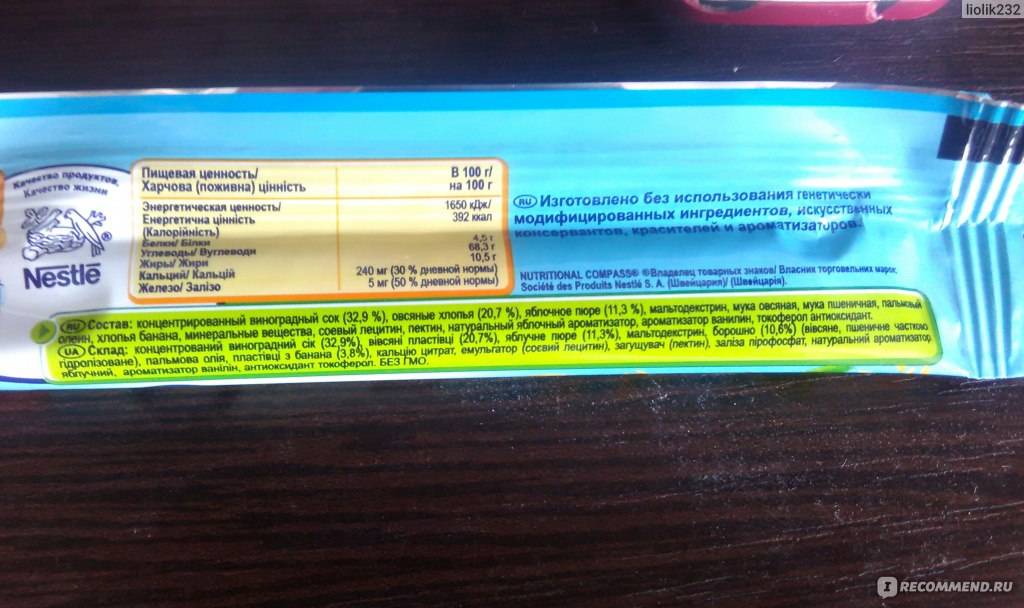 liolik232
Качество продуктов,
Качество жизни
Nestlé
Пищевая ценность/
Харчова (поживна) цінність
В 100 г/
на 100 г
Энергетическая ценность/
Енергетична цінність
(Калорійність)
1650 кДж/
392 ккал
Белки/ Білки 4,5 г
Углеводы/ Вуглеводи 68,3 г
Жиры/ Жири 10,5 г
Кальций/ Кальцій 240 мг (30 % дневной нормы)
Железо/ Залізо 5 мг (50 % дневной нормы)
RU Изготовлено без использования генетически
модифицированных ингредиентов, искусственных
консервантов, красителей и ароматизаторов.
NUTRITIONAL COMPASS® ®Владелец товарных знаков/ Власник торговельних марок:
Société des Produits Nestlé S. A. (Швейцария)/ (Швейцарія).
RU Состав: концентрированный виноградный сок (32,9 %), овсяные хлопья (20,7 %), яблочное пюре (11,3 %), мальтодекстрин, мука овсяная, мука пшеничная, пальмовый
олеин, хлопья банана, минеральные вещества, соевый лецитин, пектин, натуральный яблочный ароматизатор, ароматизатор ванилин, токоферол антиоксидант.
UA Склад: концентрований виноградний сік (32,9%), вівсяні пластівці (20,7%), яблучне пюре (11,3%), мальтодекстрин, борошно (10,6%) (вівсяне, пшеничне частково
гідролізоване), пальмова олія, пластівці з банана (3,8%), кальцію цитрат, емульгатор (соєвий лецитин), загущувач (пектин), заліза пірофосфат, натуральний ароматизатор
яблучний, ароматизатор ванілін, антиоксидант токоферол. БЕЗ ГМО.
RECOMMEND.RU